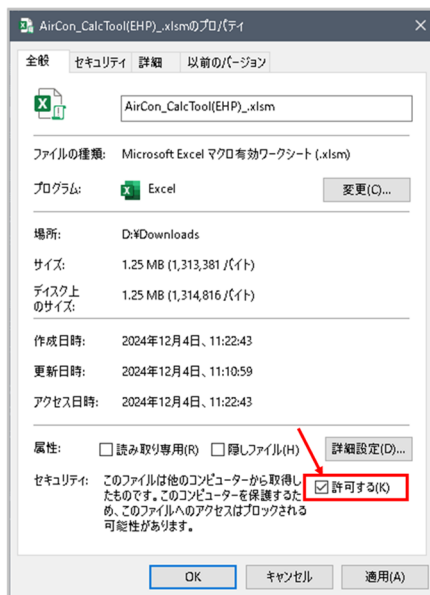 AirCon_CalcTool(EHP)_.xlsmのプロパティ
全般 セキュリティ 詳細 以前のバージョン
AirCon_CalcTool(EHP)_.xlsm
ファイルの種類: Microsoft Excel マクロ有効ワークシート (.xlsm)
プログラム: Excel 変更(C)...
場所: D:¥Downloads
サイズ: 1.25 MB (1,313,381 バイト)
ディスク上
のサイズ: 1.25 MB (1,314,816 バイト)
作成日時: 2024年12月4日、11:22:43
更新日時: 2024年12月4日、11:10:59
アクセス日時: 2024年12月4日、11:22:43
属性: 読み取り専用(R) 隠しファイル(H) 詳細設定(D)...
セキュリティ: このファイルは他のコンピューターから取得し
たものです。このコンピューターを保護するた
め、このファイルへのアクセスはブロックされる
可能性があります。
許可する(K)
OK キャンセル 適用(A)